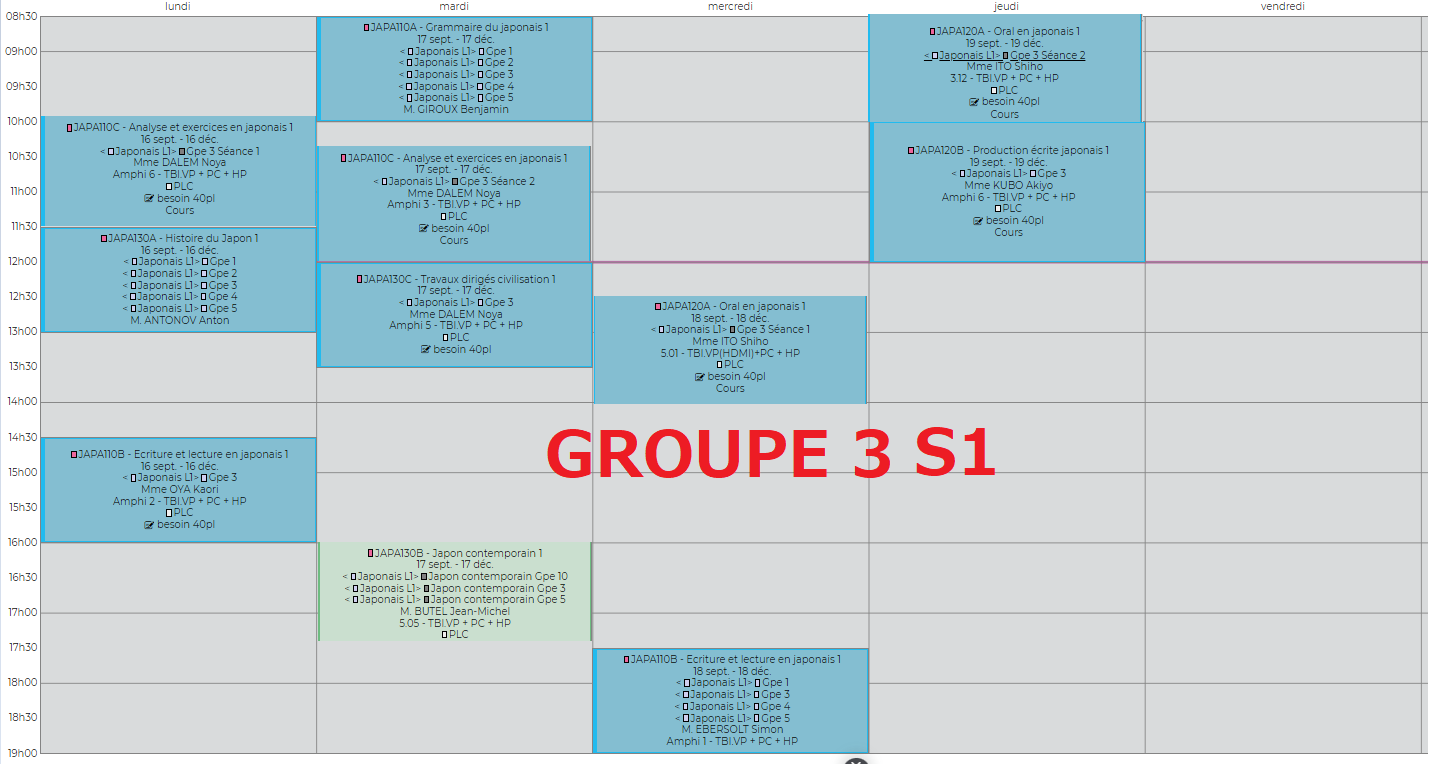 lundi
mardi
mercredi
jeudi
vendredi
08h30
09h00
09h30
10h00
10h30
11h00
11h30
12h00
12h30
13h00
13h30
14h00
14h30
15h00
15h30
16h00
16h30
17h00
17h30
18h00
18h30
19h00
JAPA110C - Analyse et exercices en japonais 1
16 sept. - 16 déc.
< Japonais L1> Gpe 3 Séance 1
Mme DALEM Noya
Amphi 6 - TBI.VP + PC + HP
PLC
besoin 40pl
Cours
JAPA130A - Histoire du Japon 1
16 sept. - 16 déc.
< Japonais L1> Gpe 1
< Japonais L1> Gpe 2
< Japonais L1> Gpe 3
< Japonais L1> Gpe 4
< Japonais L1> Gpe 5
M. ANTONOV Anton
JAPA110B - Ecriture et lecture en japonais 1
16 sept. - 16 déc.
< Japonais L1> Gpe 3
Mme OYA Kaori
Amphi 2 - TBI.VP + PC + HP
PLC
besoin 40pl
JAPA110A - Grammaire du japonais 1
17 sept. - 17 déc.
< Japonais L1> Gpe 1
< Japonais L1> Gpe 2
< Japonais L1> Gpe 3
< Japonais L1> Gpe 4
< Japonais L1> Gpe 5
M. GIROUX Benjamin
JAPA110C - Analyse et exercices en japonais 1
17 sept. - 17 déc.
< Japonais L1> Gpe 3 Séance 2
Mme DALEM Noya
Amphi 3 - TBI.VP + PC + HP
PLC
besoin 40pl
Cours
JAPA130C - Travaux dirigés civilisation 1
17 sept. - 17 déc.
< Japonais L1> Gpe 3
Mme DALEM Noya
Amphi 5 - TBI.VP + PC + HP
PLC
besoin 40pl
JAPA130B - Japon contemporain 1
17 sept. - 17 déc.
< Japonais L1> Japon contemporain Gpe 10
< Japonais L1> Japon contemporain Gpe 3
< Japonais L1> Japon contemporain Gpe 5
M. BUTEL Jean-Michel
5.05 - TBI.VP + PC + HP
PLC
JAPA120A - Oral en japonais 1
18 sept. - 18 déc.
< Japonais L1> Gpe 3 Séance 1
Mme ITO Shiho
5.01 - TBI.VP(HDMI)+PC + HP
PLC
besoin 40pl
Cours
GROUPE 3 S1
JAPA110B - Ecriture et lecture en japonais 1
18 sept. - 18 déc.
< Japonais L1> Gpe 1
< Japonais L1> Gpe 3
< Japonais L1> Gpe 4
< Japonais L1> Gpe 5
M. EBERSOLT Simon
Amphi 1 - TBI.VP + PC + HP
JAPA120A - Oral en japonais 1
19 sept. - 19 déc.
< Japonais L1> Gpe 3 Séance 2
Mme ITO Shiho
3.12 - TBI.VP + PC + HP
PLC
besoin 40pl
Cours
JAPA120B - Production écrite japonais 1
19 sept. - 19 déc.
< Japonais L1> Gpe 3
Mme KUBO Akiyo
Amphi 6 - TBI.VP + PC + HP
PLC
besoin 40pl
Cours